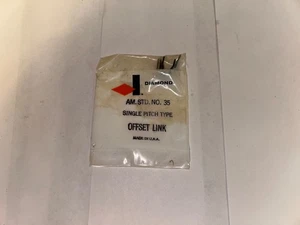 DIAMOND
AM. STD. NO. 35
SINGLE PITCH TYPE
OFFSET LINK
MADE IN U.S.A.